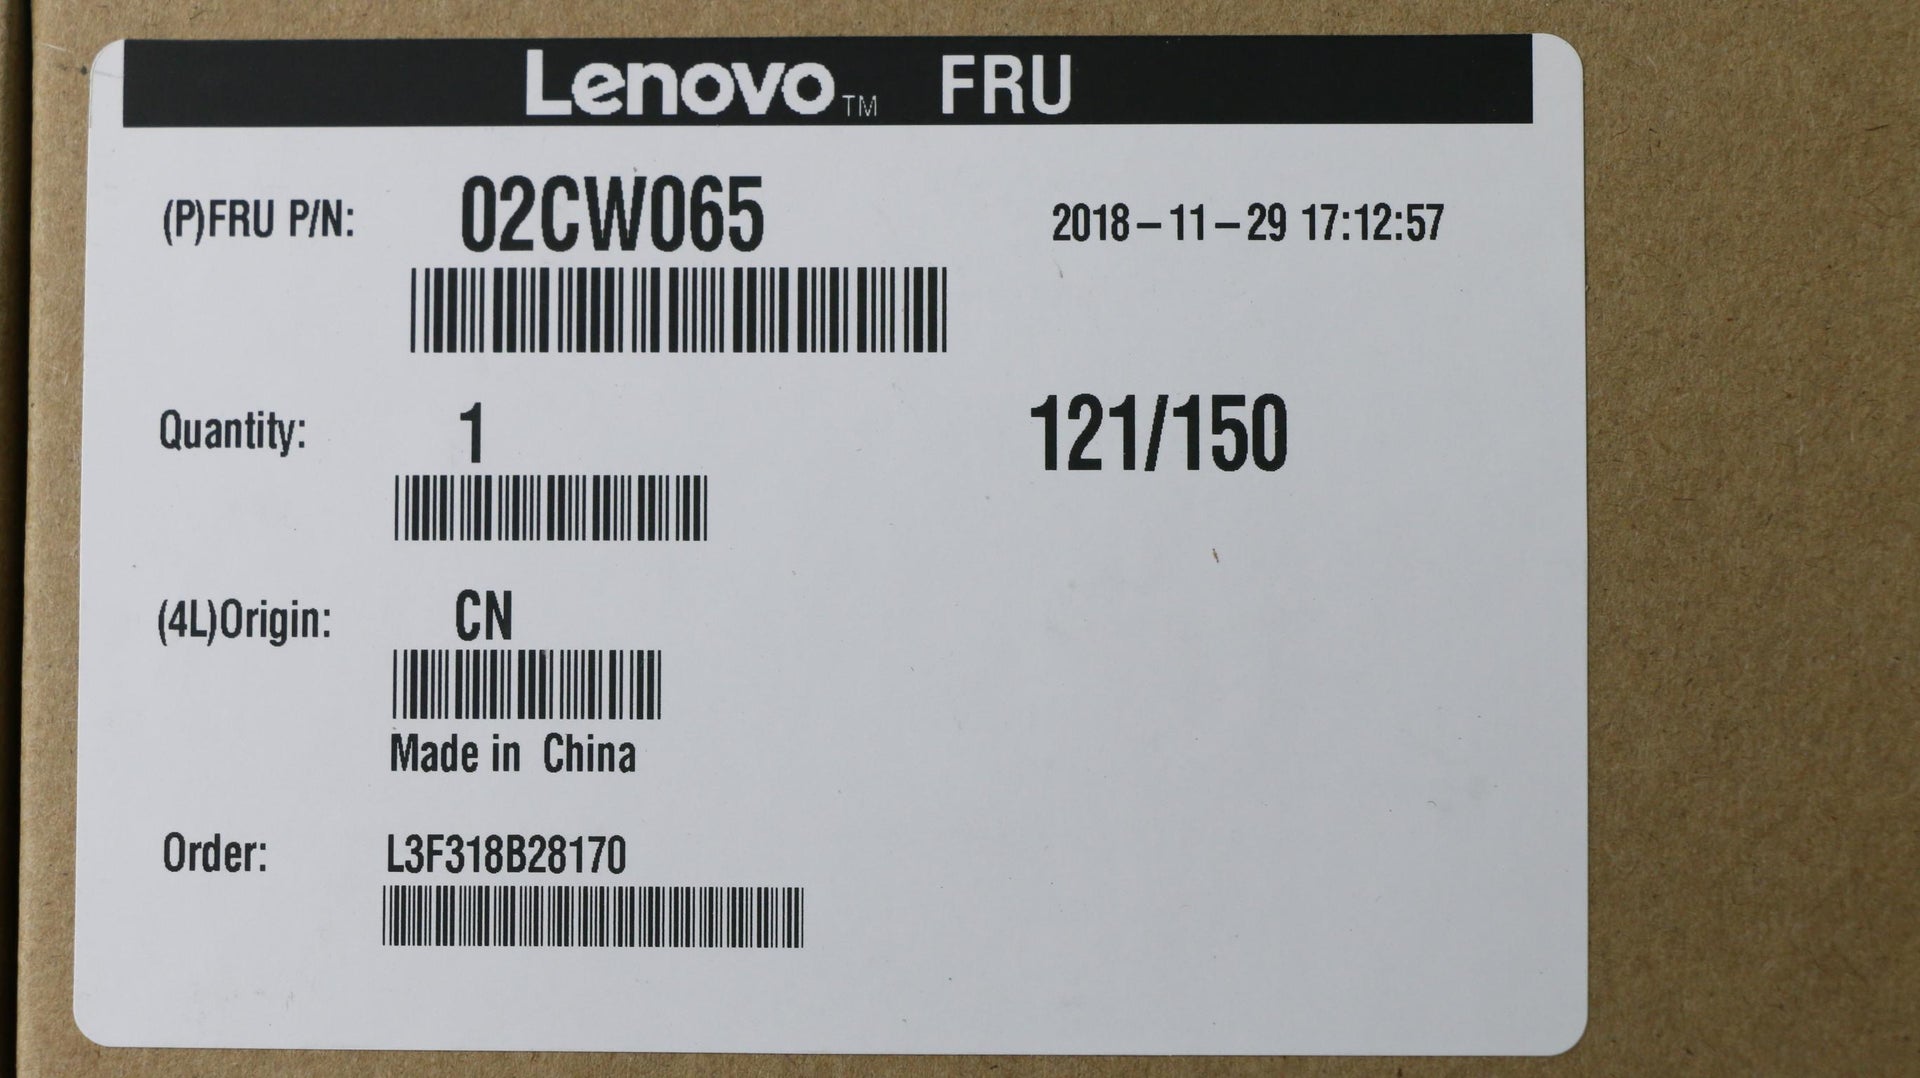 Lenovo™ FRU
(P)FRU P/N: 02CW065 2018-11-29 17:12:57
Quantity: 1 121/150
(4L)Origin: CN
Made in China
Order: L3F318B28170